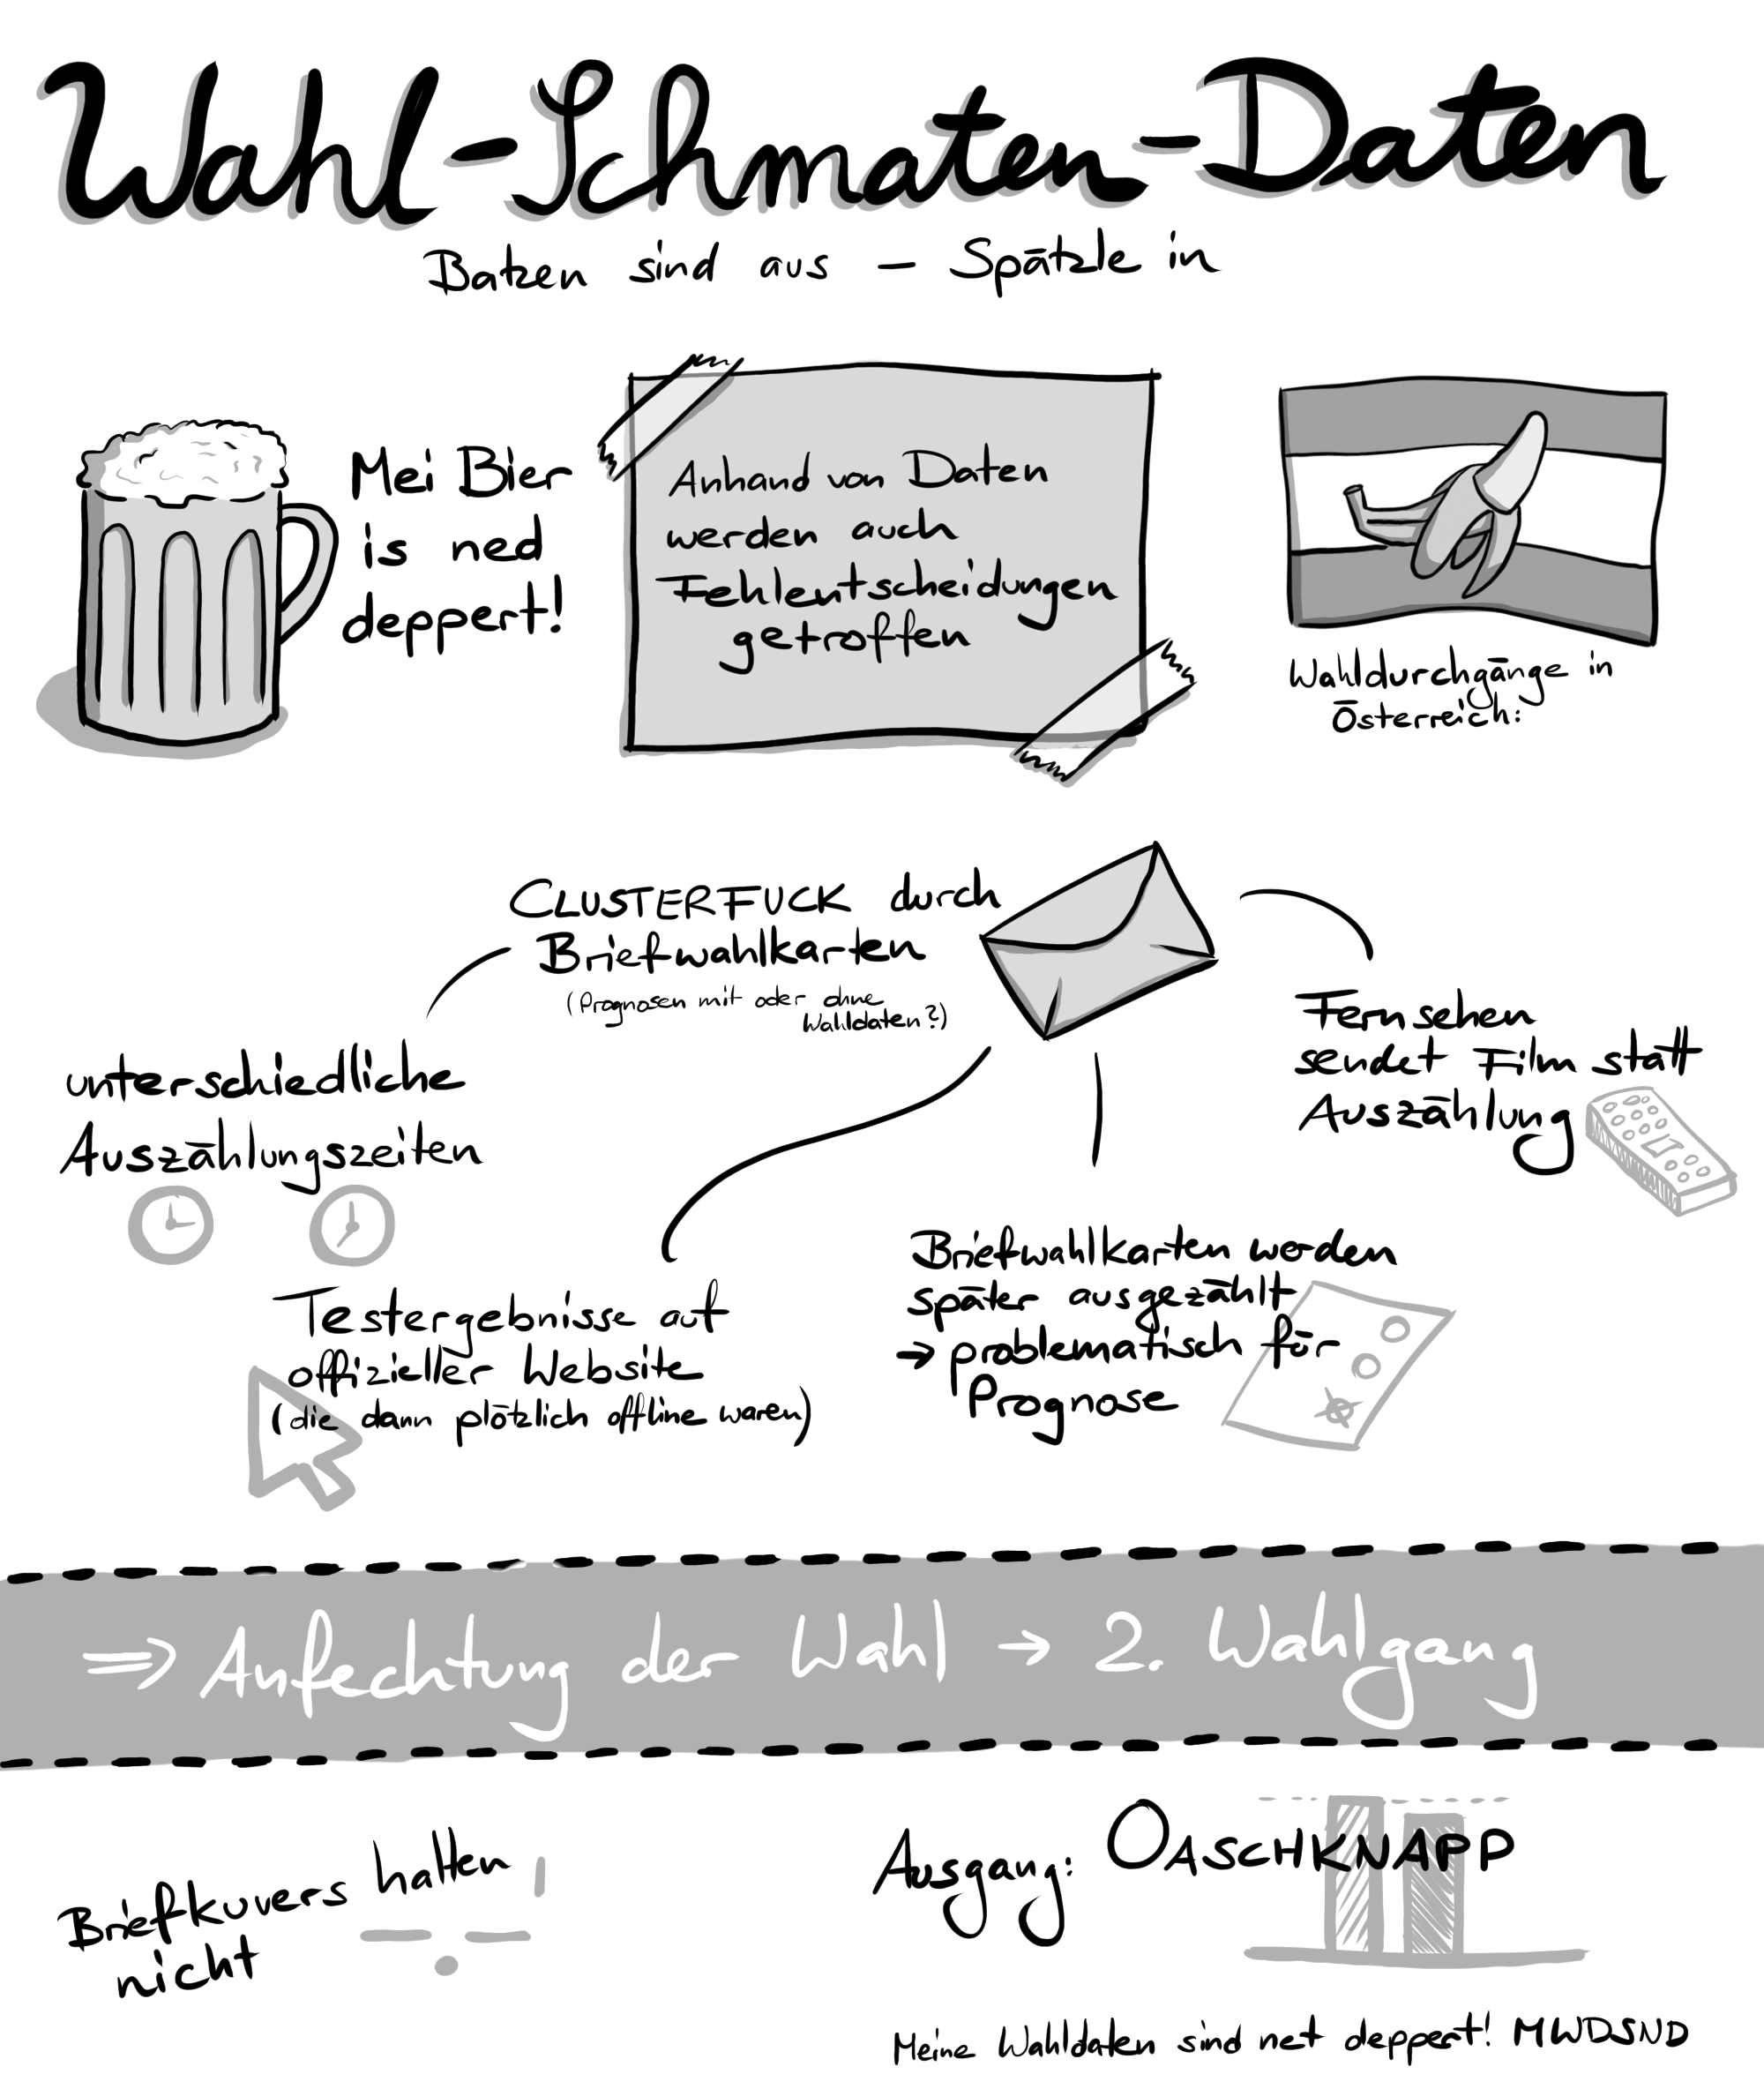 Wahl-Schmaten-Daten
Batzen sind aus – Spätzle in
Mei Bier
is ned
deppert!
Anhand von Daten
werden auch
Fehlentscheidungen
getroffen
Wahldurchgänge in
Österreich:
CLUSTERFUCK durch
Briefwahlkarten
(Prognosen mit oder ohne
Wahldaten?)
unterschiedliche
Auszählungszeiten
Fernsehen
sendet Film statt
Auszählung
Testergebnisse auf
offizieller Website
(die dann plötzlich offline waren)
Briefwahlkarten werden
später ausgezählt
→ problematisch für
Prognose
⇒ Anfechtung der Wahl → 2. Wahlgang
Briefkuvers halten
nicht
Ausgang: OASCHKNAPP
Meine Wahldaten sind net deppert! MWDSND